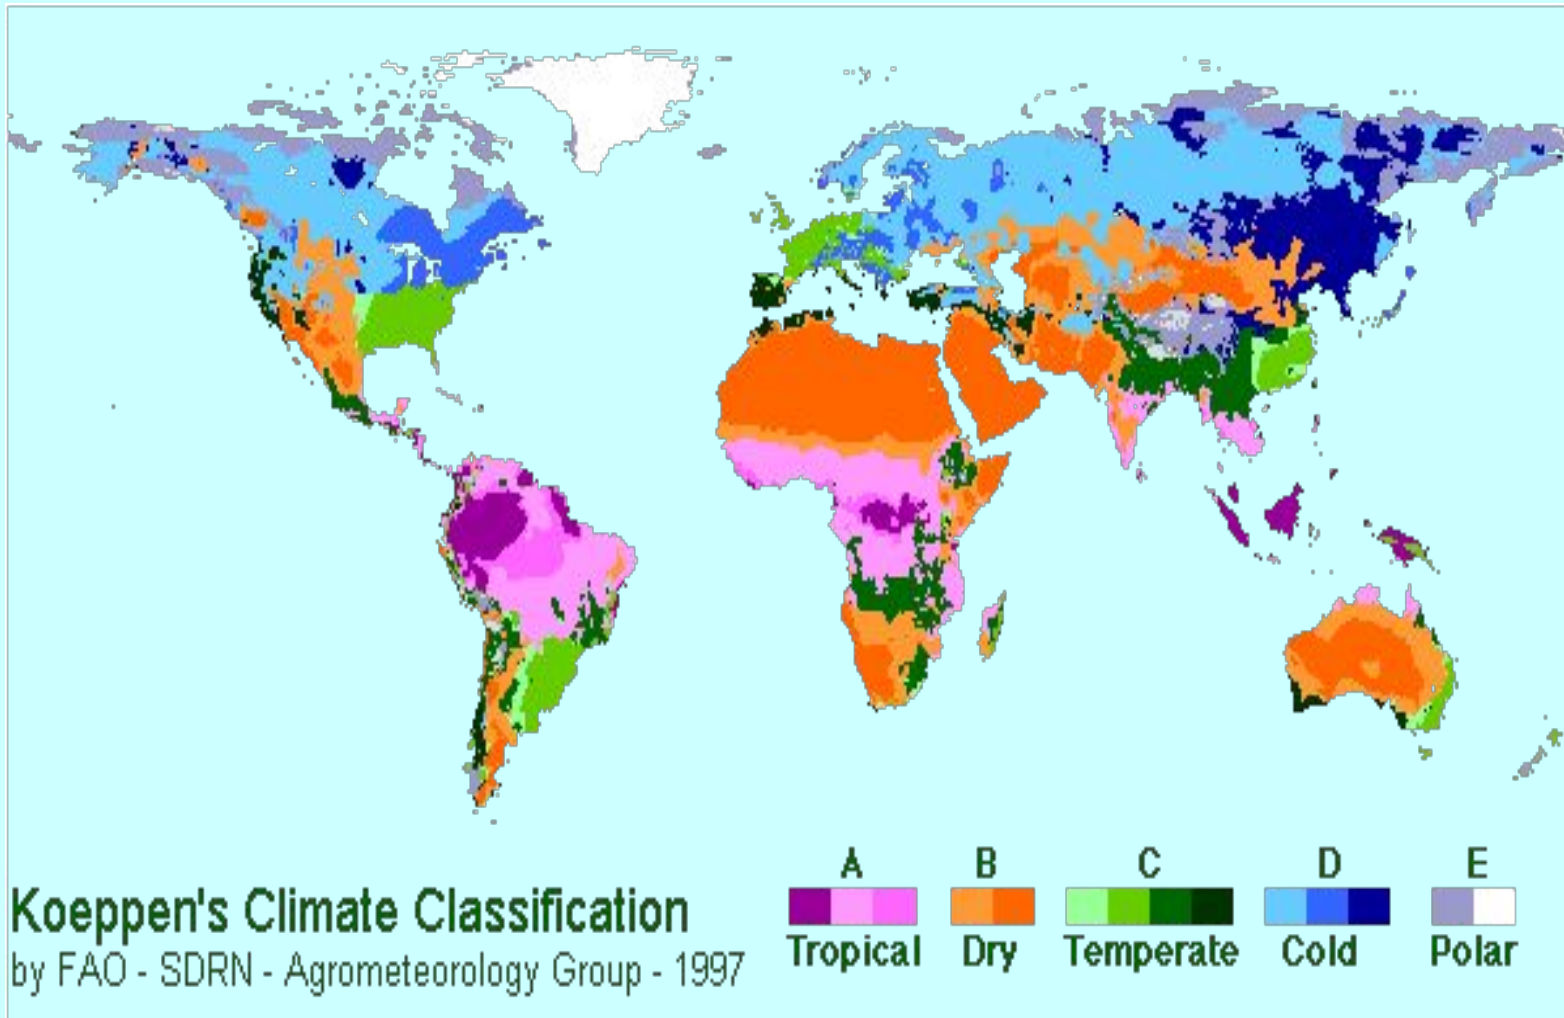 A B C D E
Tropical Dry Temperate Cold Polar
Koeppen's Climate Classification
by FAO - SDRN - Agrometeorology Group - 1997